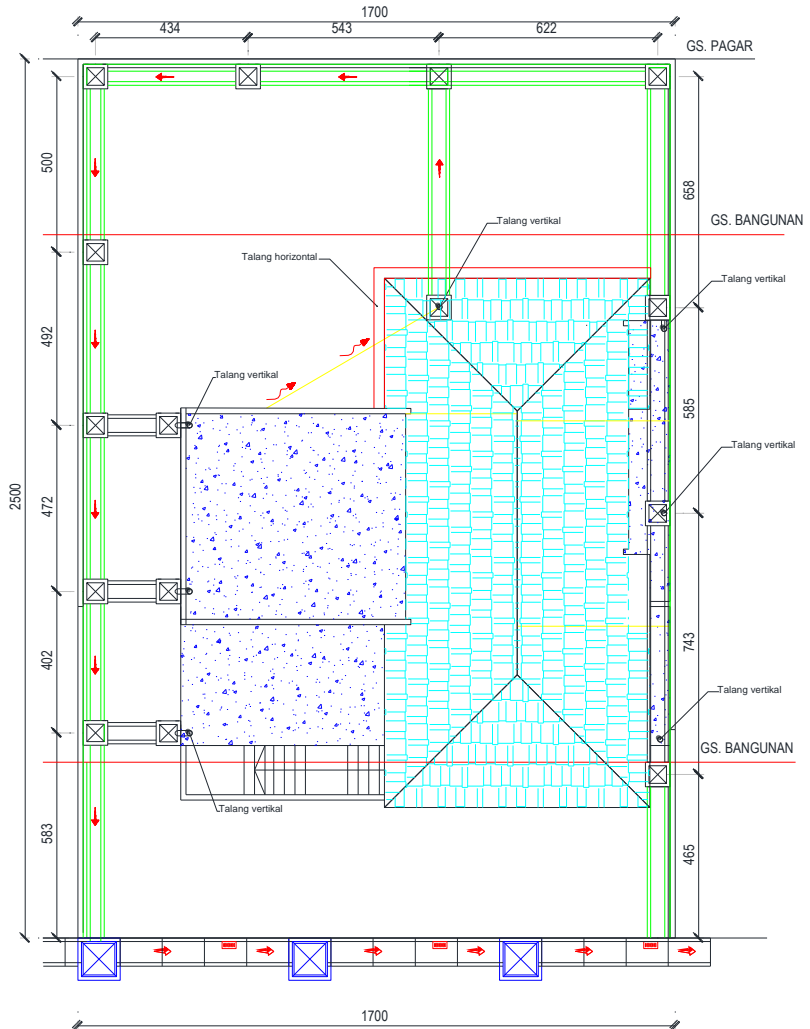 1700
434
543
622
GS. PAGAR
500
658
GS. BANGUNAN
Talang vertikal
Talang horizontal
Talang vertikal
492
Talang vertikal
585
Talang vertikal
2500
472
402
743
Talang vertikal
GS. BANGUNAN
Talang vertikal
583
465
1700